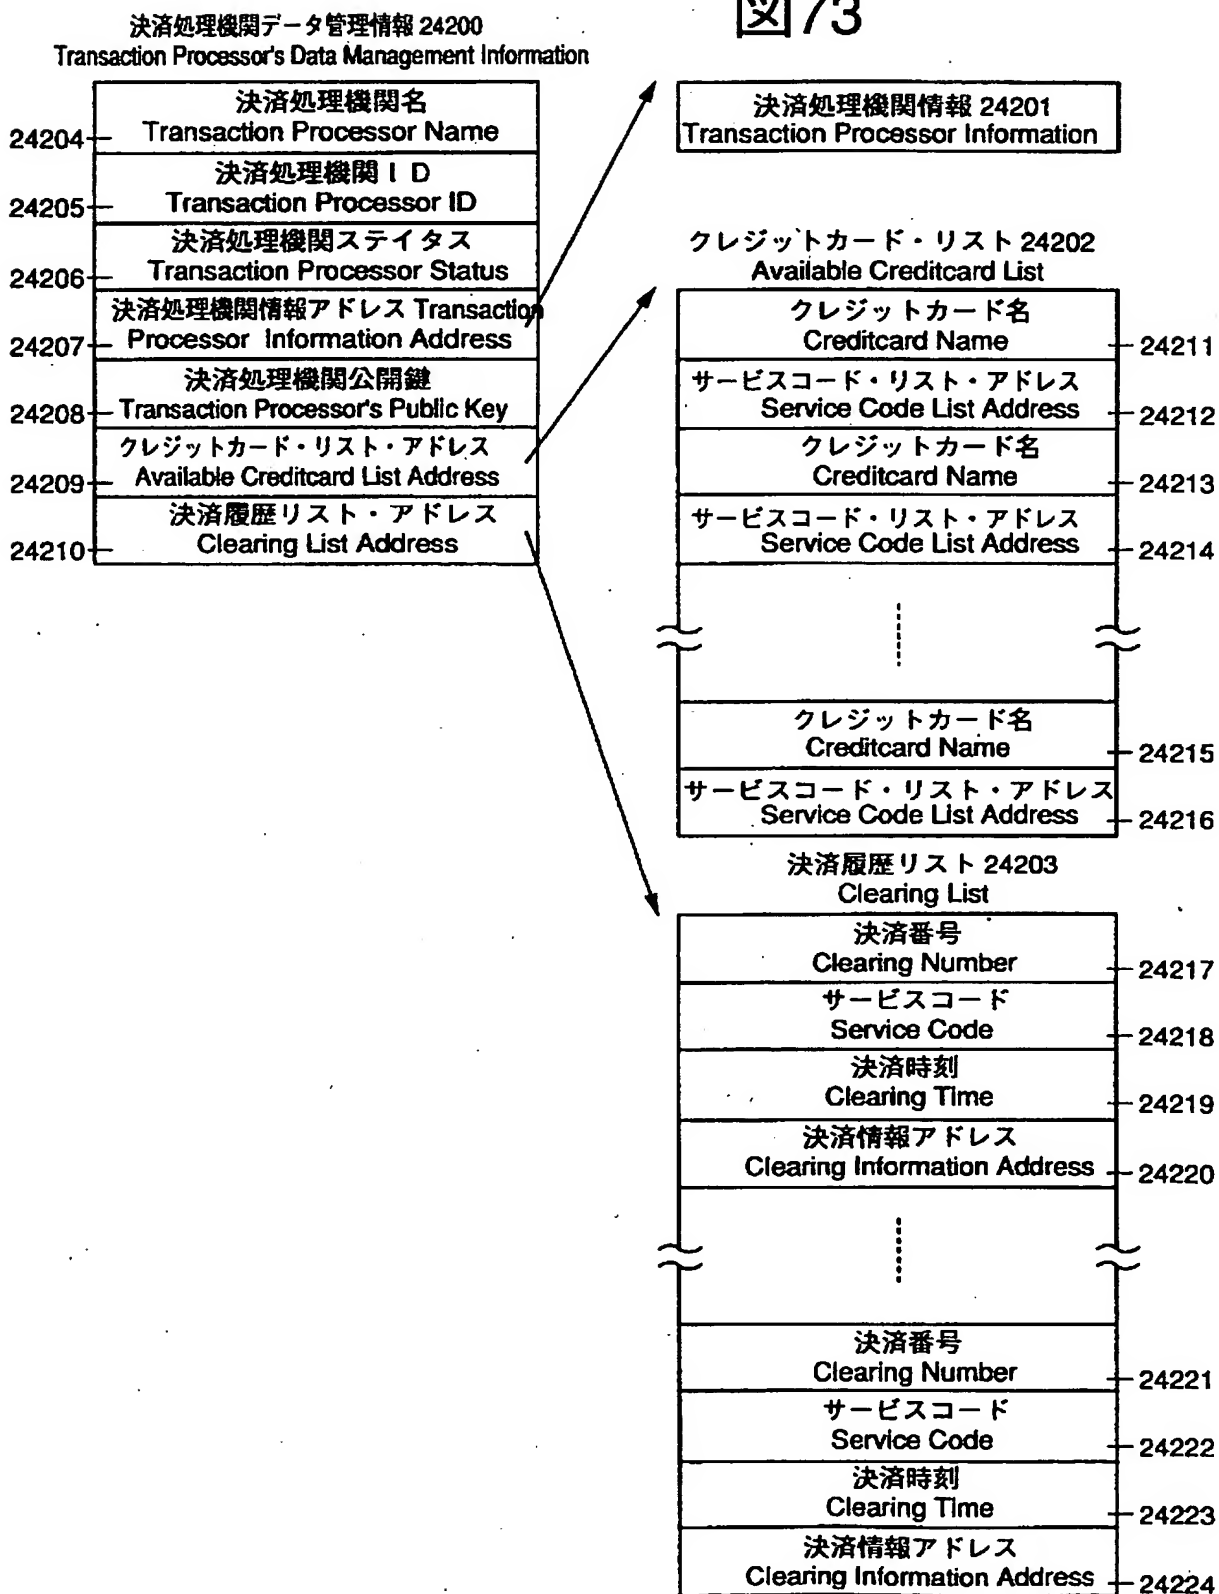 図73
決済処理機関データ管理情報 24200
Transaction Processor's Data Management Information
決済処理機関名
Transaction Processor Name
24204
決済処理機関ID
Transaction Processor ID
24205
決済処理機関ステイタス
Transaction Processor Status
24206
決済処理機関情報アドレス Transaction
Processor Information Address
24207
決済処理機関公開鍵
Transaction Processor's Public Key
24208
クレジットカード・リスト・アドレス
Available Creditcard List Address
24209
決済履歴リスト・アドレス
Clearing List Address
24210
決済処理機関情報 24201
Transaction Processor Information
クレジットカード・リスト 24202
Available Creditcard List
クレジットカード名
Creditcard Name
24211
サービスコード・リスト・アドレス
Service Code List Address
24212
クレジットカード名
Creditcard Name
24213
サービスコード・リスト・アドレス
Service Code List Address
24214
クレジットカード名
Creditcard Name
24215
サービスコード・リスト・アドレス
Service Code List Address
24216
決済履歴リスト 24203
Clearing List
決済番号
Clearing Number
24217
サービスコード
Service Code
24218
決済時刻
Clearing Time
24219
決済情報アドレス
Clearing Information Address
24220
決済番号
Clearing Number
24221
サービスコード
Service Code
24222
決済時刻
Clearing Time
24223
決済情報アドレス
Clearing Information Address
24224